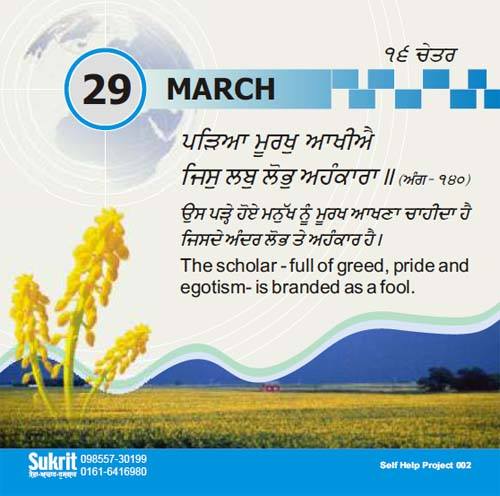 ੧੬ ਚੇਤਰ
29 MARCH
ਪੜਿਆ ਮੂਰਖੁ ਆਖੀਐ
ਜਿਸੁ ਲਬੁ ਲੋਭੁ ਅਹੰਕਾਰਾ ॥ (ਅੰਗ - ੧੪੦)
ਉਸ ਪੜ੍ਹੇ ਹੋਏ ਮਨੁੱਖ ਨੂੰ ਮੂਰਖ ਆਖਣਾ ਚਾਹੀਦਾ ਹੈ
ਜਿਸਦੇ ਅੰਦਰ ਲੋਭ ਤੇ ਅਹੰਕਾਰ ਹੈ।
The scholar - full of greed, pride and
egotism- is branded as a fool.
Sukrit 098557-30199
0161-6416980
Self Help Project 002